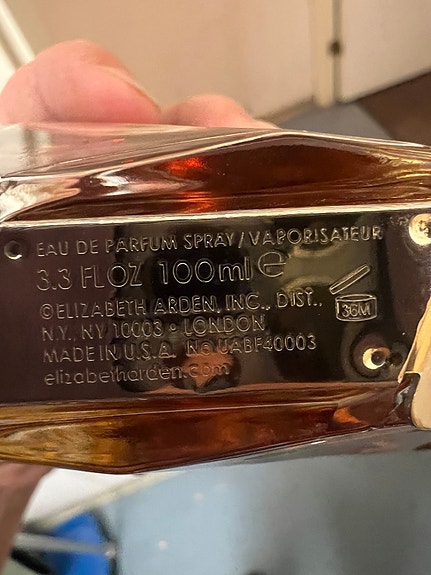 EAU DE PARFUM SPRAY/VAPORISATEUR
3.3 FL OZ 100ml ℮
©ELIZABETH ARDEN, INC., DIST.,
N.Y., NY 10003 • LONDON
MADE IN U.S.A. No UABF40003
elizabetharden.com
36M